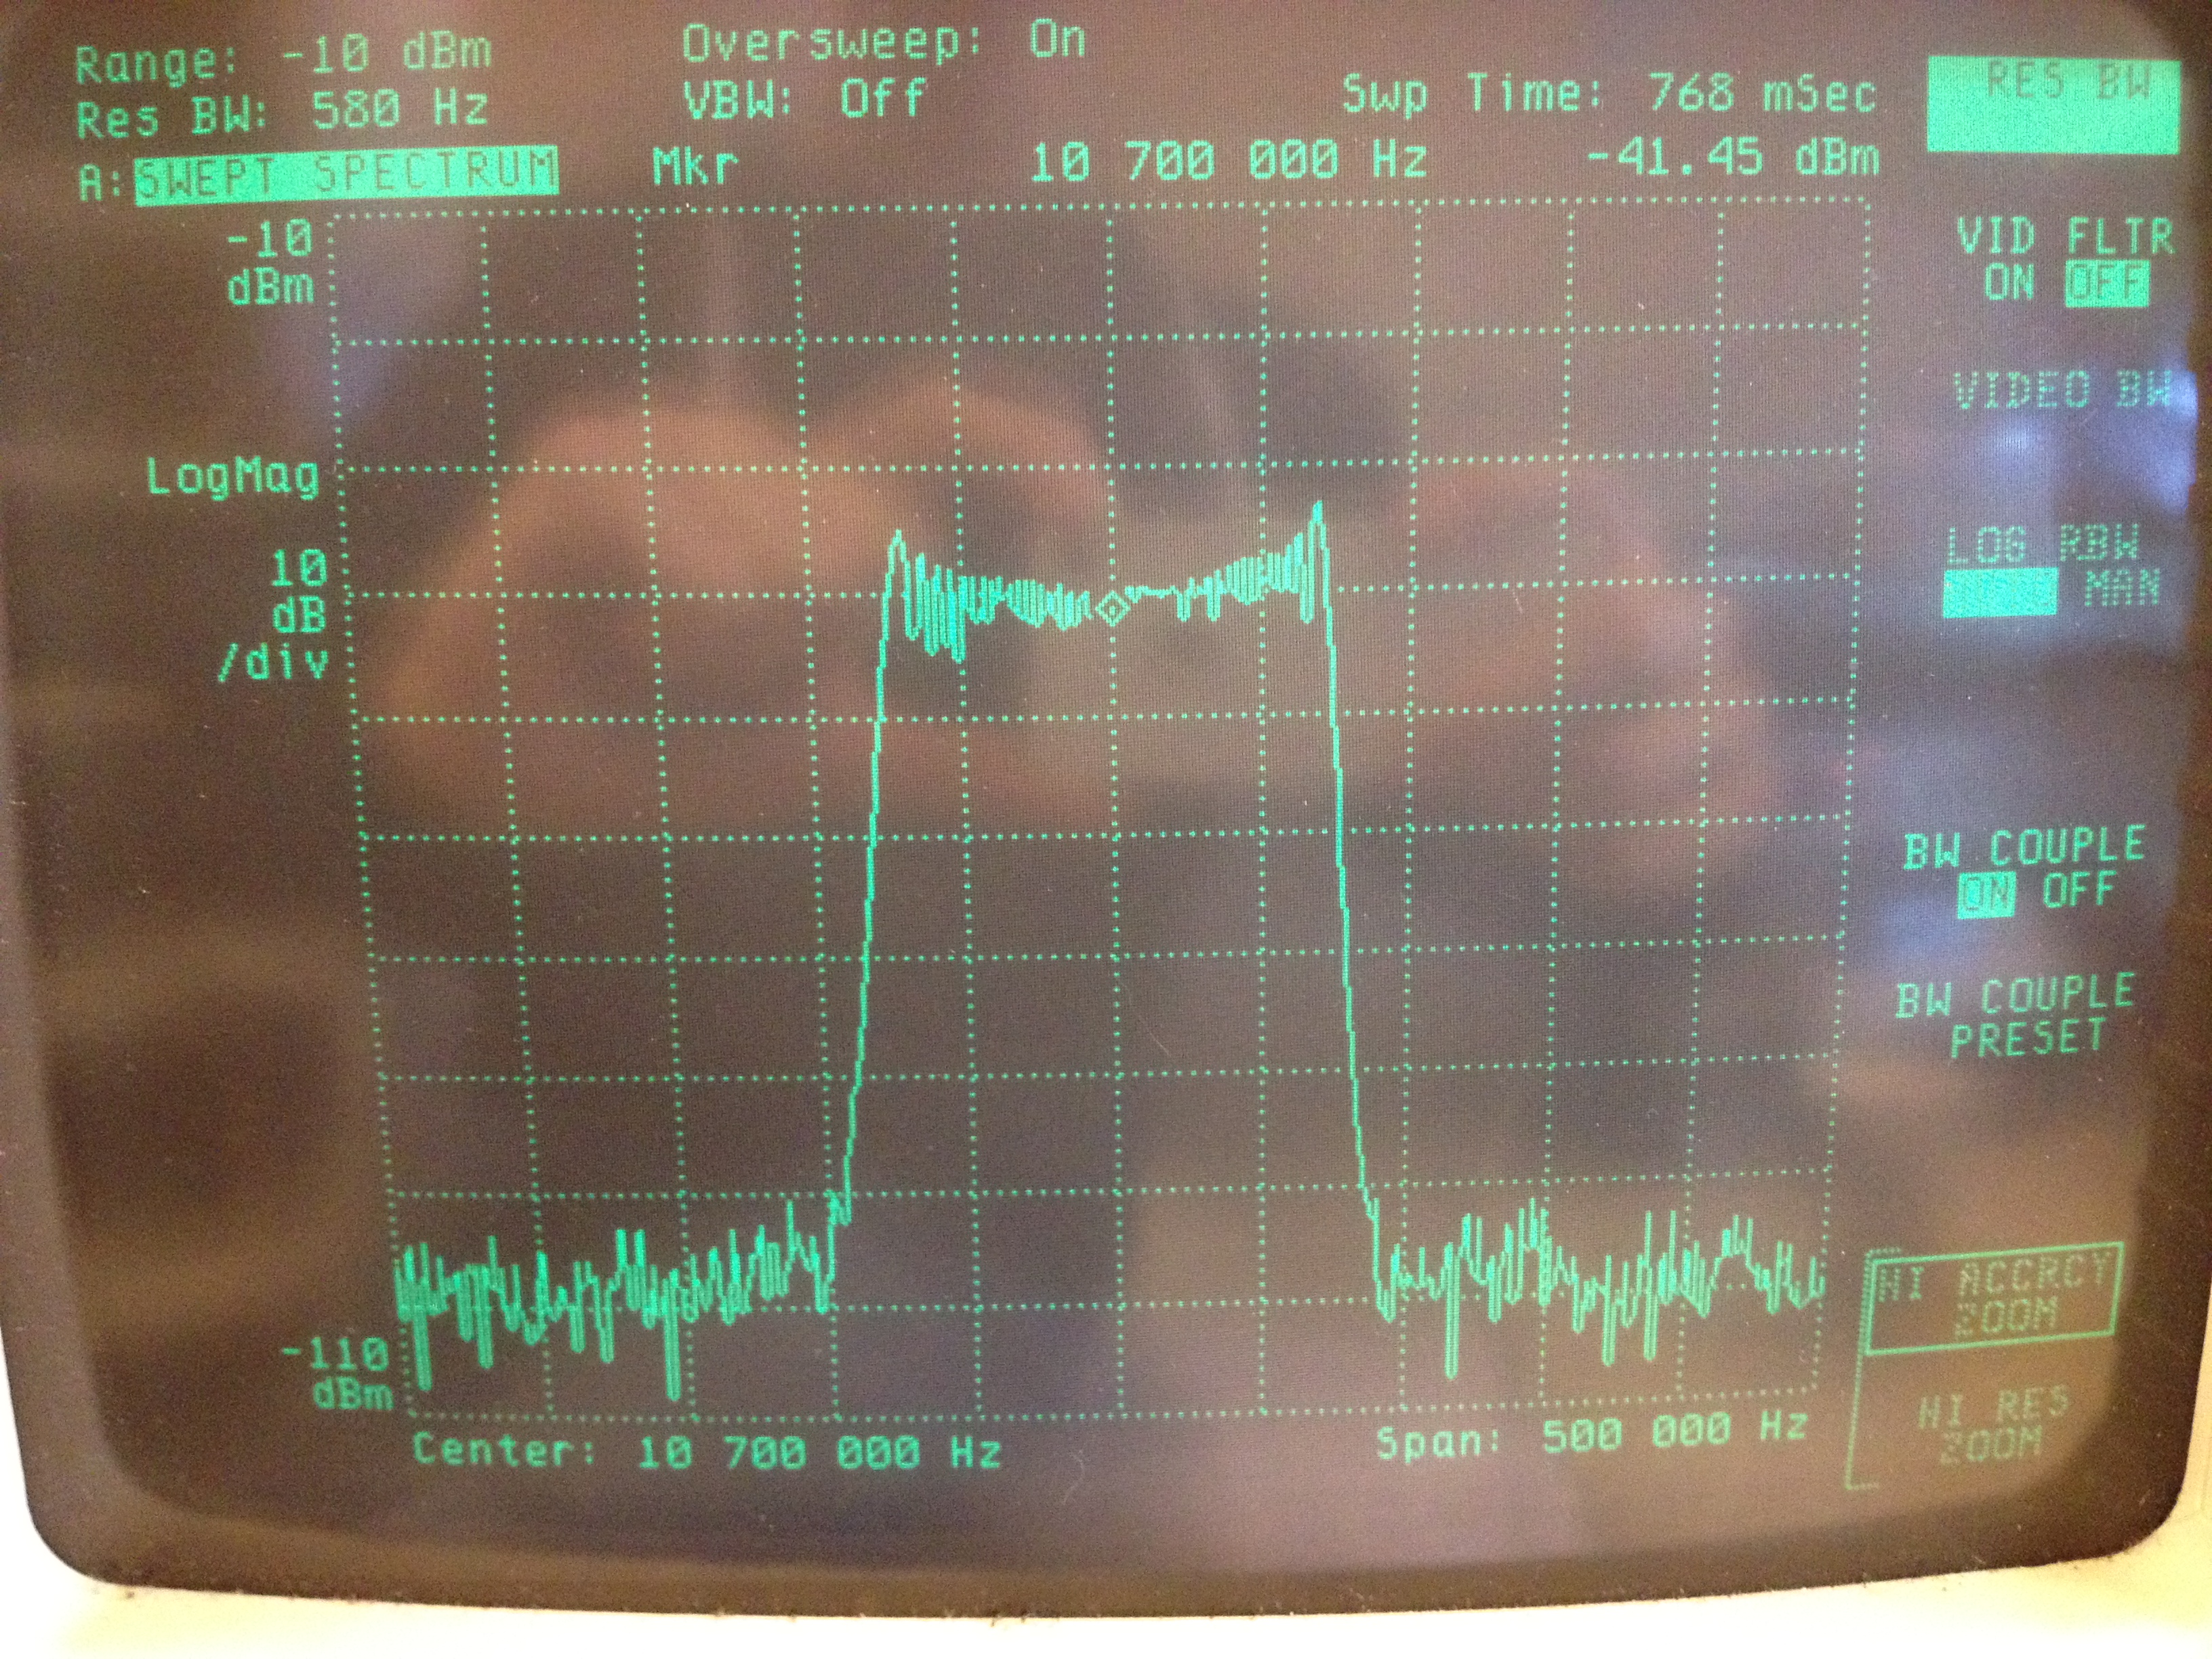 Range: -10 dBm
Oversweep: On
Res BW: 580 Hz
VBW: Off
Swp Time: 768 mSec
A: SWEPT SPECTRUM
Mkr
10 700 000 Hz
-41.45 dBm
-10
dBm
LogMag
10
dB
/div
-110
dBm
Center: 10 700 000 Hz
Span: 500 000 Hz
RES BW
VID FLTR
ON OFF
VIDEO BW
LOG RBW
MAN
BW COUPLE
ON OFF
BW COUPLE
PRESET
HI ACCRCY
ZOOM
HI RES
ZOOM